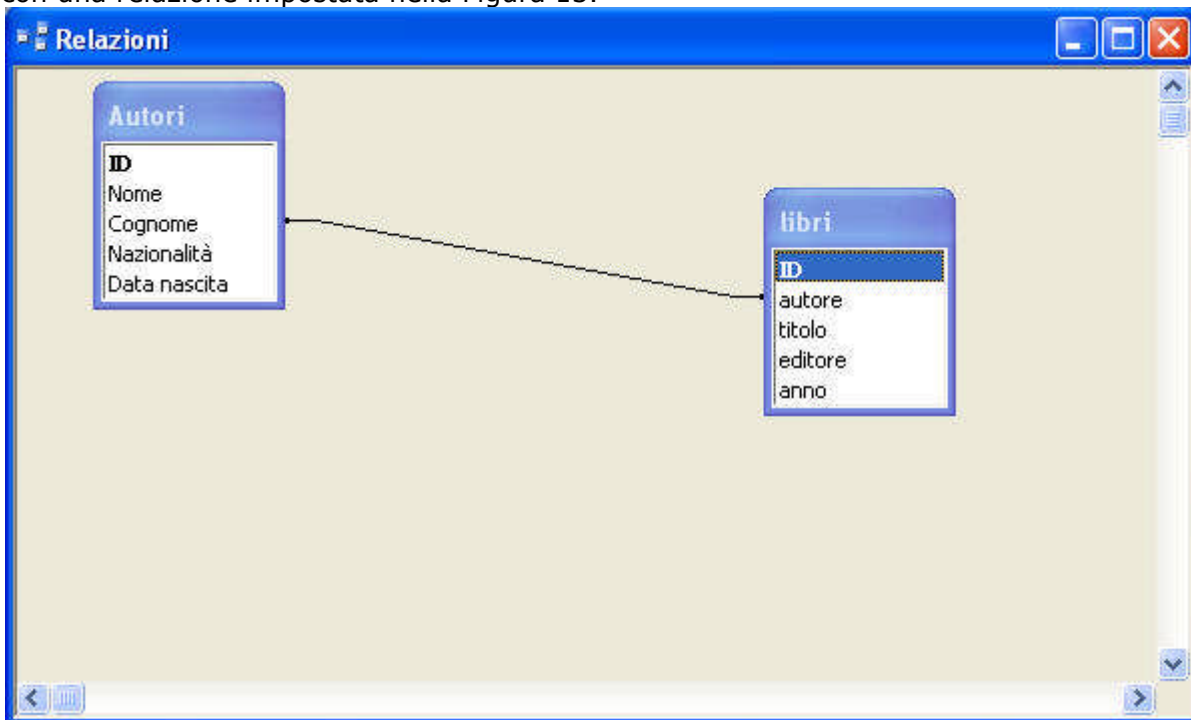 con una relazione impostata nella Figura 13:
Relazioni
Autori
ID
Nome
Cognome
Nazionalità
Data nascita
libri
ID
autore
titolo
editore
anno